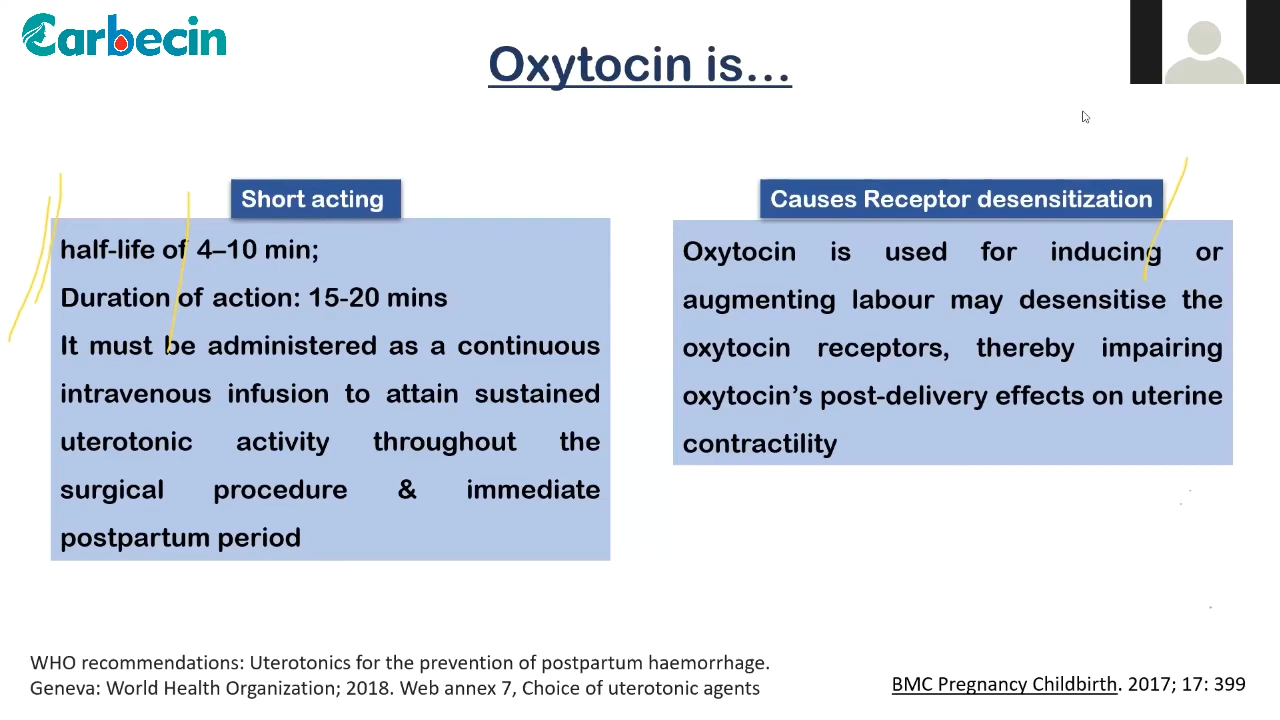 Carbecin
Oxytocin is...
Short acting
half-life of 4–10 min;
Duration of action: 15-20 mins
It must be administered as a continuous
intravenous infusion to attain sustained
uterotonic activity throughout the
surgical procedure & immediate
postpartum period
Causes Receptor desensitization
Oxytocin is used for inducing or
augmenting labour may desensitise the
oxytocin receptors, thereby impairing
oxytocin's post-delivery effects on uterine
contractility
WHO recommendations: Uterotonics for the prevention of postpartum haemorrhage.
Geneva: World Health Organization; 2018. Web annex 7, Choice of uterotonic agents
BMC Pregnancy Childbirth. 2017; 17: 399